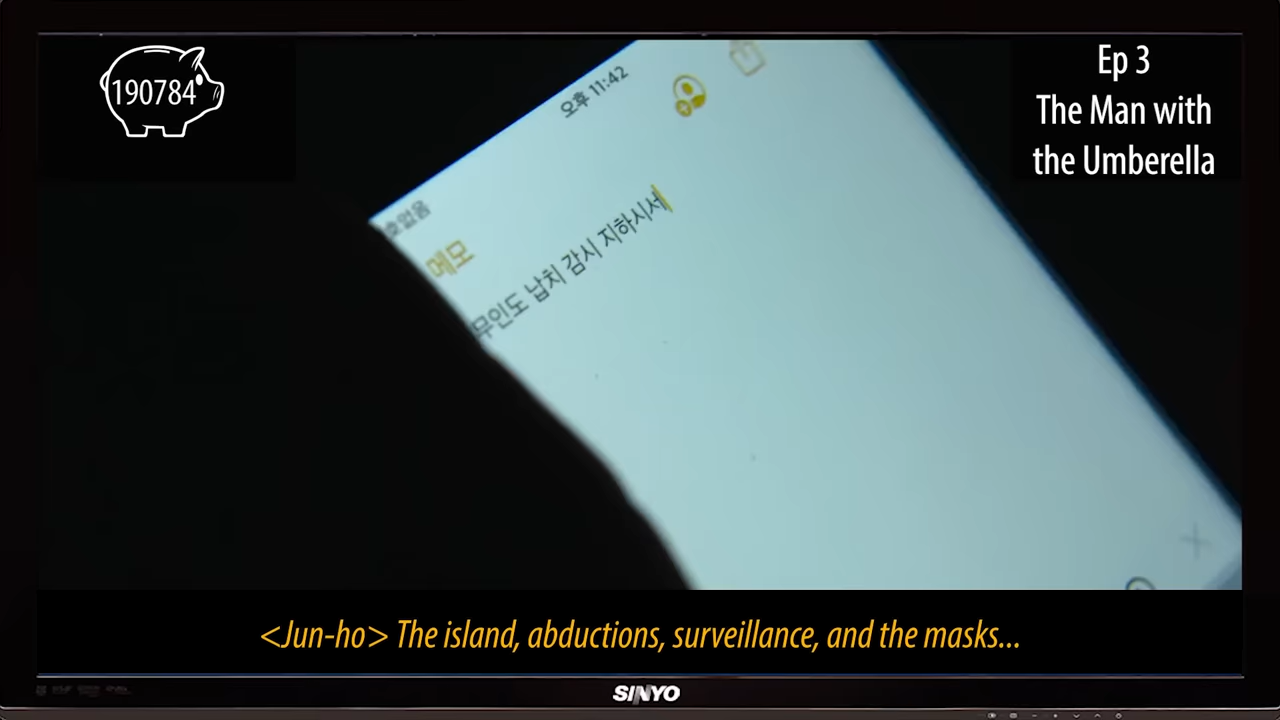 190784
Ep 3
The Man with
the Umberella
오후 11:42
메모
무인도 납치 감시 지하시세
<Jun-ho> The island, abductions, surveillance, and the masks...
SINYO